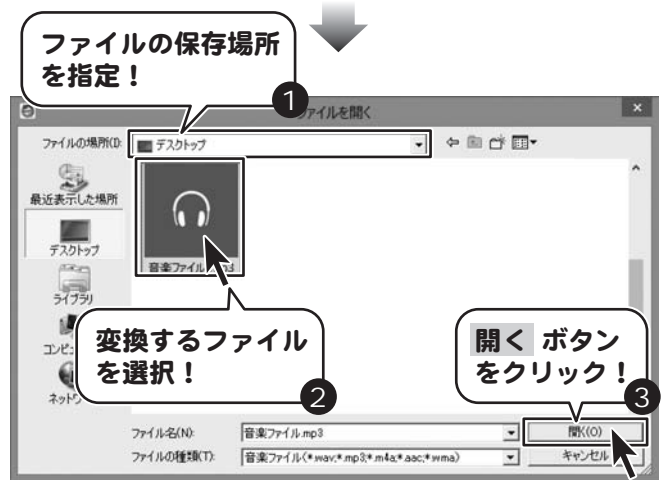 ファイルの保存場所
を指定！
1
ファイルを開く
ファイルの場所(I):
デスクトップ
最近表示した場所
デスクトップ
ライブラリ
音楽ファイル.mp3
変換するファイル
を選択！
2
開く ボタン
をクリック！
3
ファイル名(N):
音楽ファイル.mp3
開く(O)
ファイルの種類(T):
音楽ファイル(*.wav;*.mp3;*.m4a;*.aac;*.wma)
キャンセル